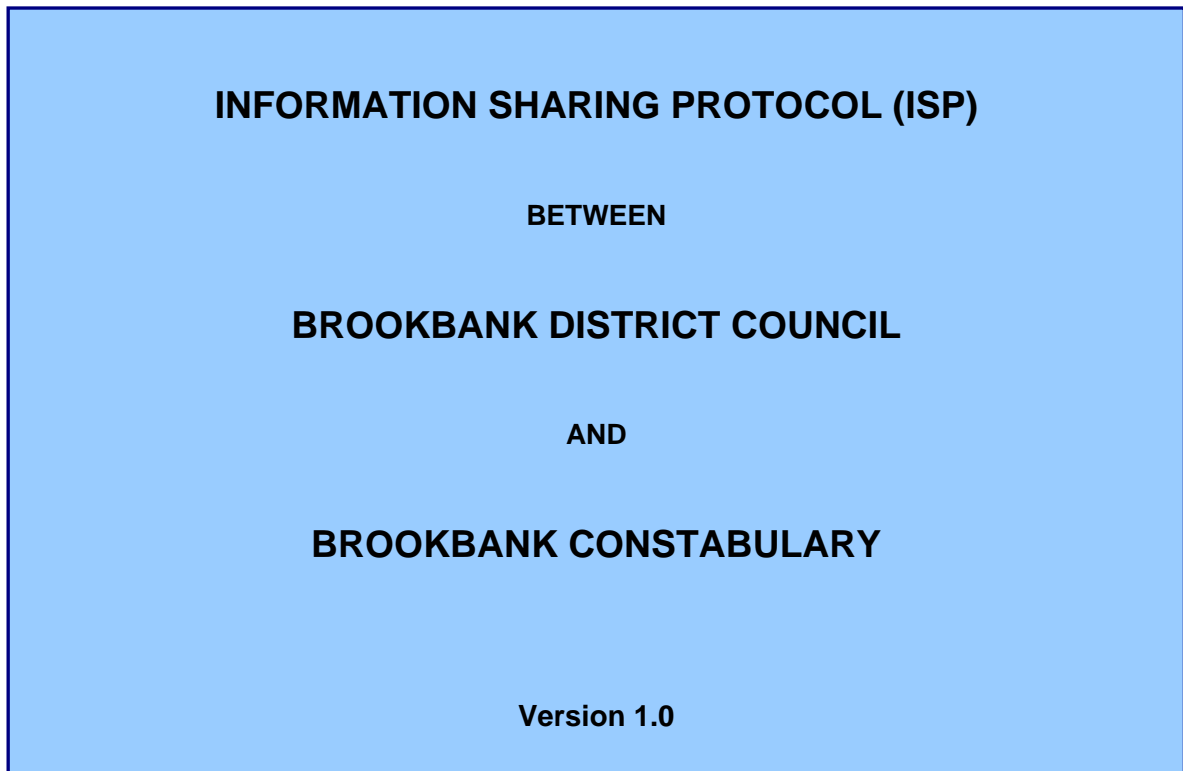 INFORMATION SHARING PROTOCOL (ISP)
BETWEEN
BROOKBANK DISTRICT COUNCIL
AND
BROOKBANK CONSTABULARY
Version 1.0